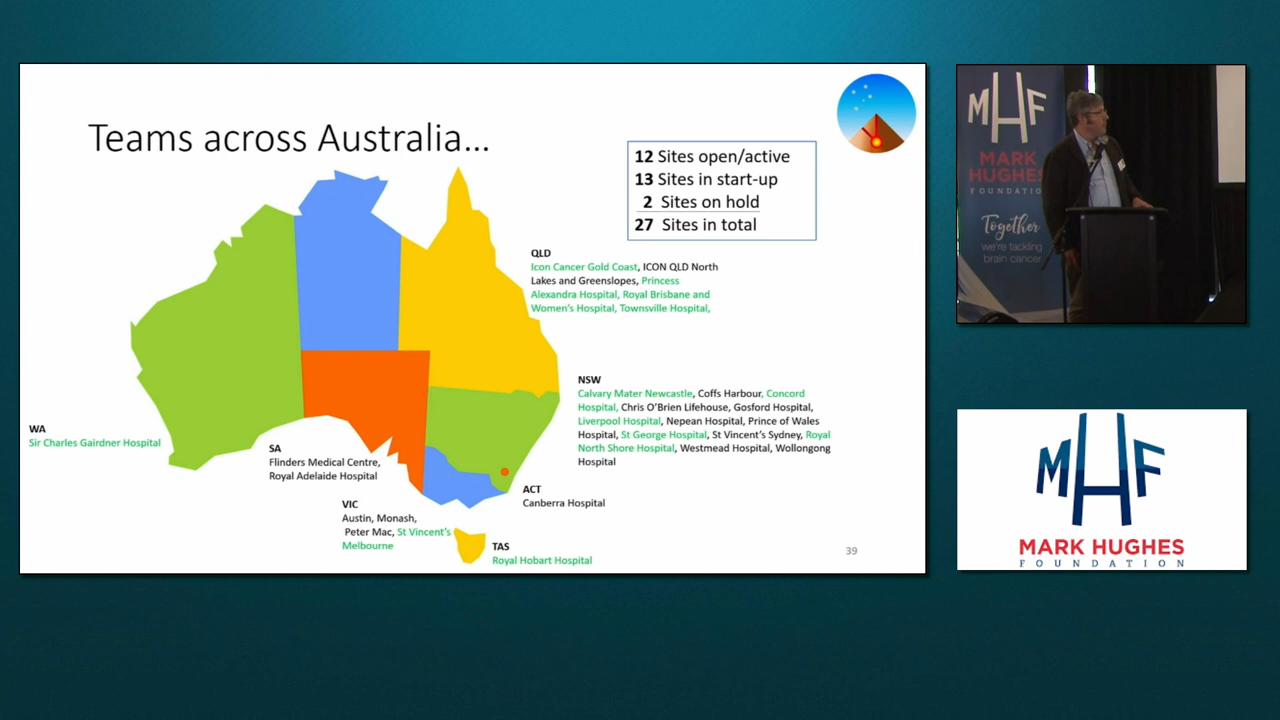 Teams across Australia...
12 Sites open/active
13 Sites in start-up
2 Sites on hold
27 Sites in total
QLD
Icon Cancer Gold Coast, ICON QLD North
Lakes and Greenslopes, Princess
Alexandra Hospital, Royal Brisbane and
Women's Hospital, Townsville Hospital,
NSW
Calvary Mater Newcastle, Coffs Harbour, Concord
Hospital, Chris O'Brien Lifehouse, Gosford Hospital,
Liverpool Hospital, Nepean Hospital, Prince of Wales
Hospital, St George Hospital, St Vincent's Sydney, Royal
North Shore Hospital, Westmead Hospital, Wollongong
Hospital
WA
Sir Charles Gairdner Hospital
SA
Flinders Medical Centre,
Royal Adelaide Hospital
ACT
Canberra Hospital
VIC
Austin, Monash,
Peter Mac, St Vincent's
Melbourne
TAS
Royal Hobart Hospital
39
MHF
MARK
HUGHES
FOUNDATIO
Together
we're tackling
brain cancer
MHF
MARK HUGHES
FOUNDATION